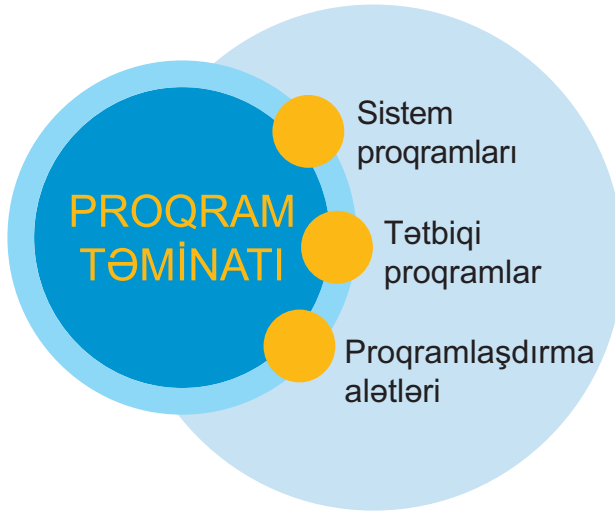 PROQRAM
TƏMİNATI
Sistem
proqramları
Tətbiqi
proqramlar
Proqramlaşdırma
alətləri